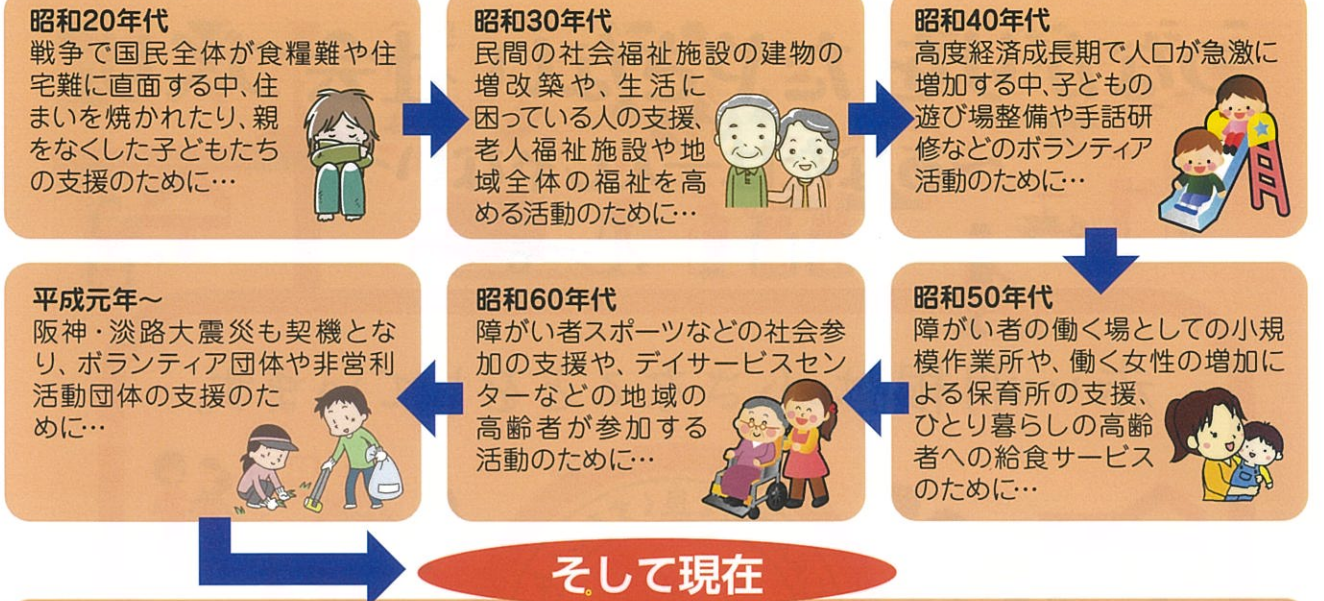 昭和20年代
戦争で国民全体が食糧難や住
宅難に直面する中、住
まいを焼かれたり、親
をなくした子どもたち
の支援のために…
昭和30年代
民間の社会福祉施設の建物の
増改築や、生活に
困っている人の支援、
老人福祉施設や地
域全体の福祉を高
める活動のために…
昭和40年代
高度経済成長期で人口が急激に
増加する中、子どもの
遊び場整備や手話研
修などのボランティア
活動のために…
昭和50年代
障がい者の働く場としての小規
模作業所や、働く女性の増加に
よる保育所の支援、
ひとり暮らしの高齢
者への給食サービス
のために…
昭和60年代
障がい者スポーツなどの社会参
加の支援や、デイサービスセン
ターなどの地域の
高齢者が参加する
活動のために…
平成元年～
阪神・淡路大震災も契機とな
り、ボランティア団体や非営利
活動団体の支援のた
めに…
そして現在